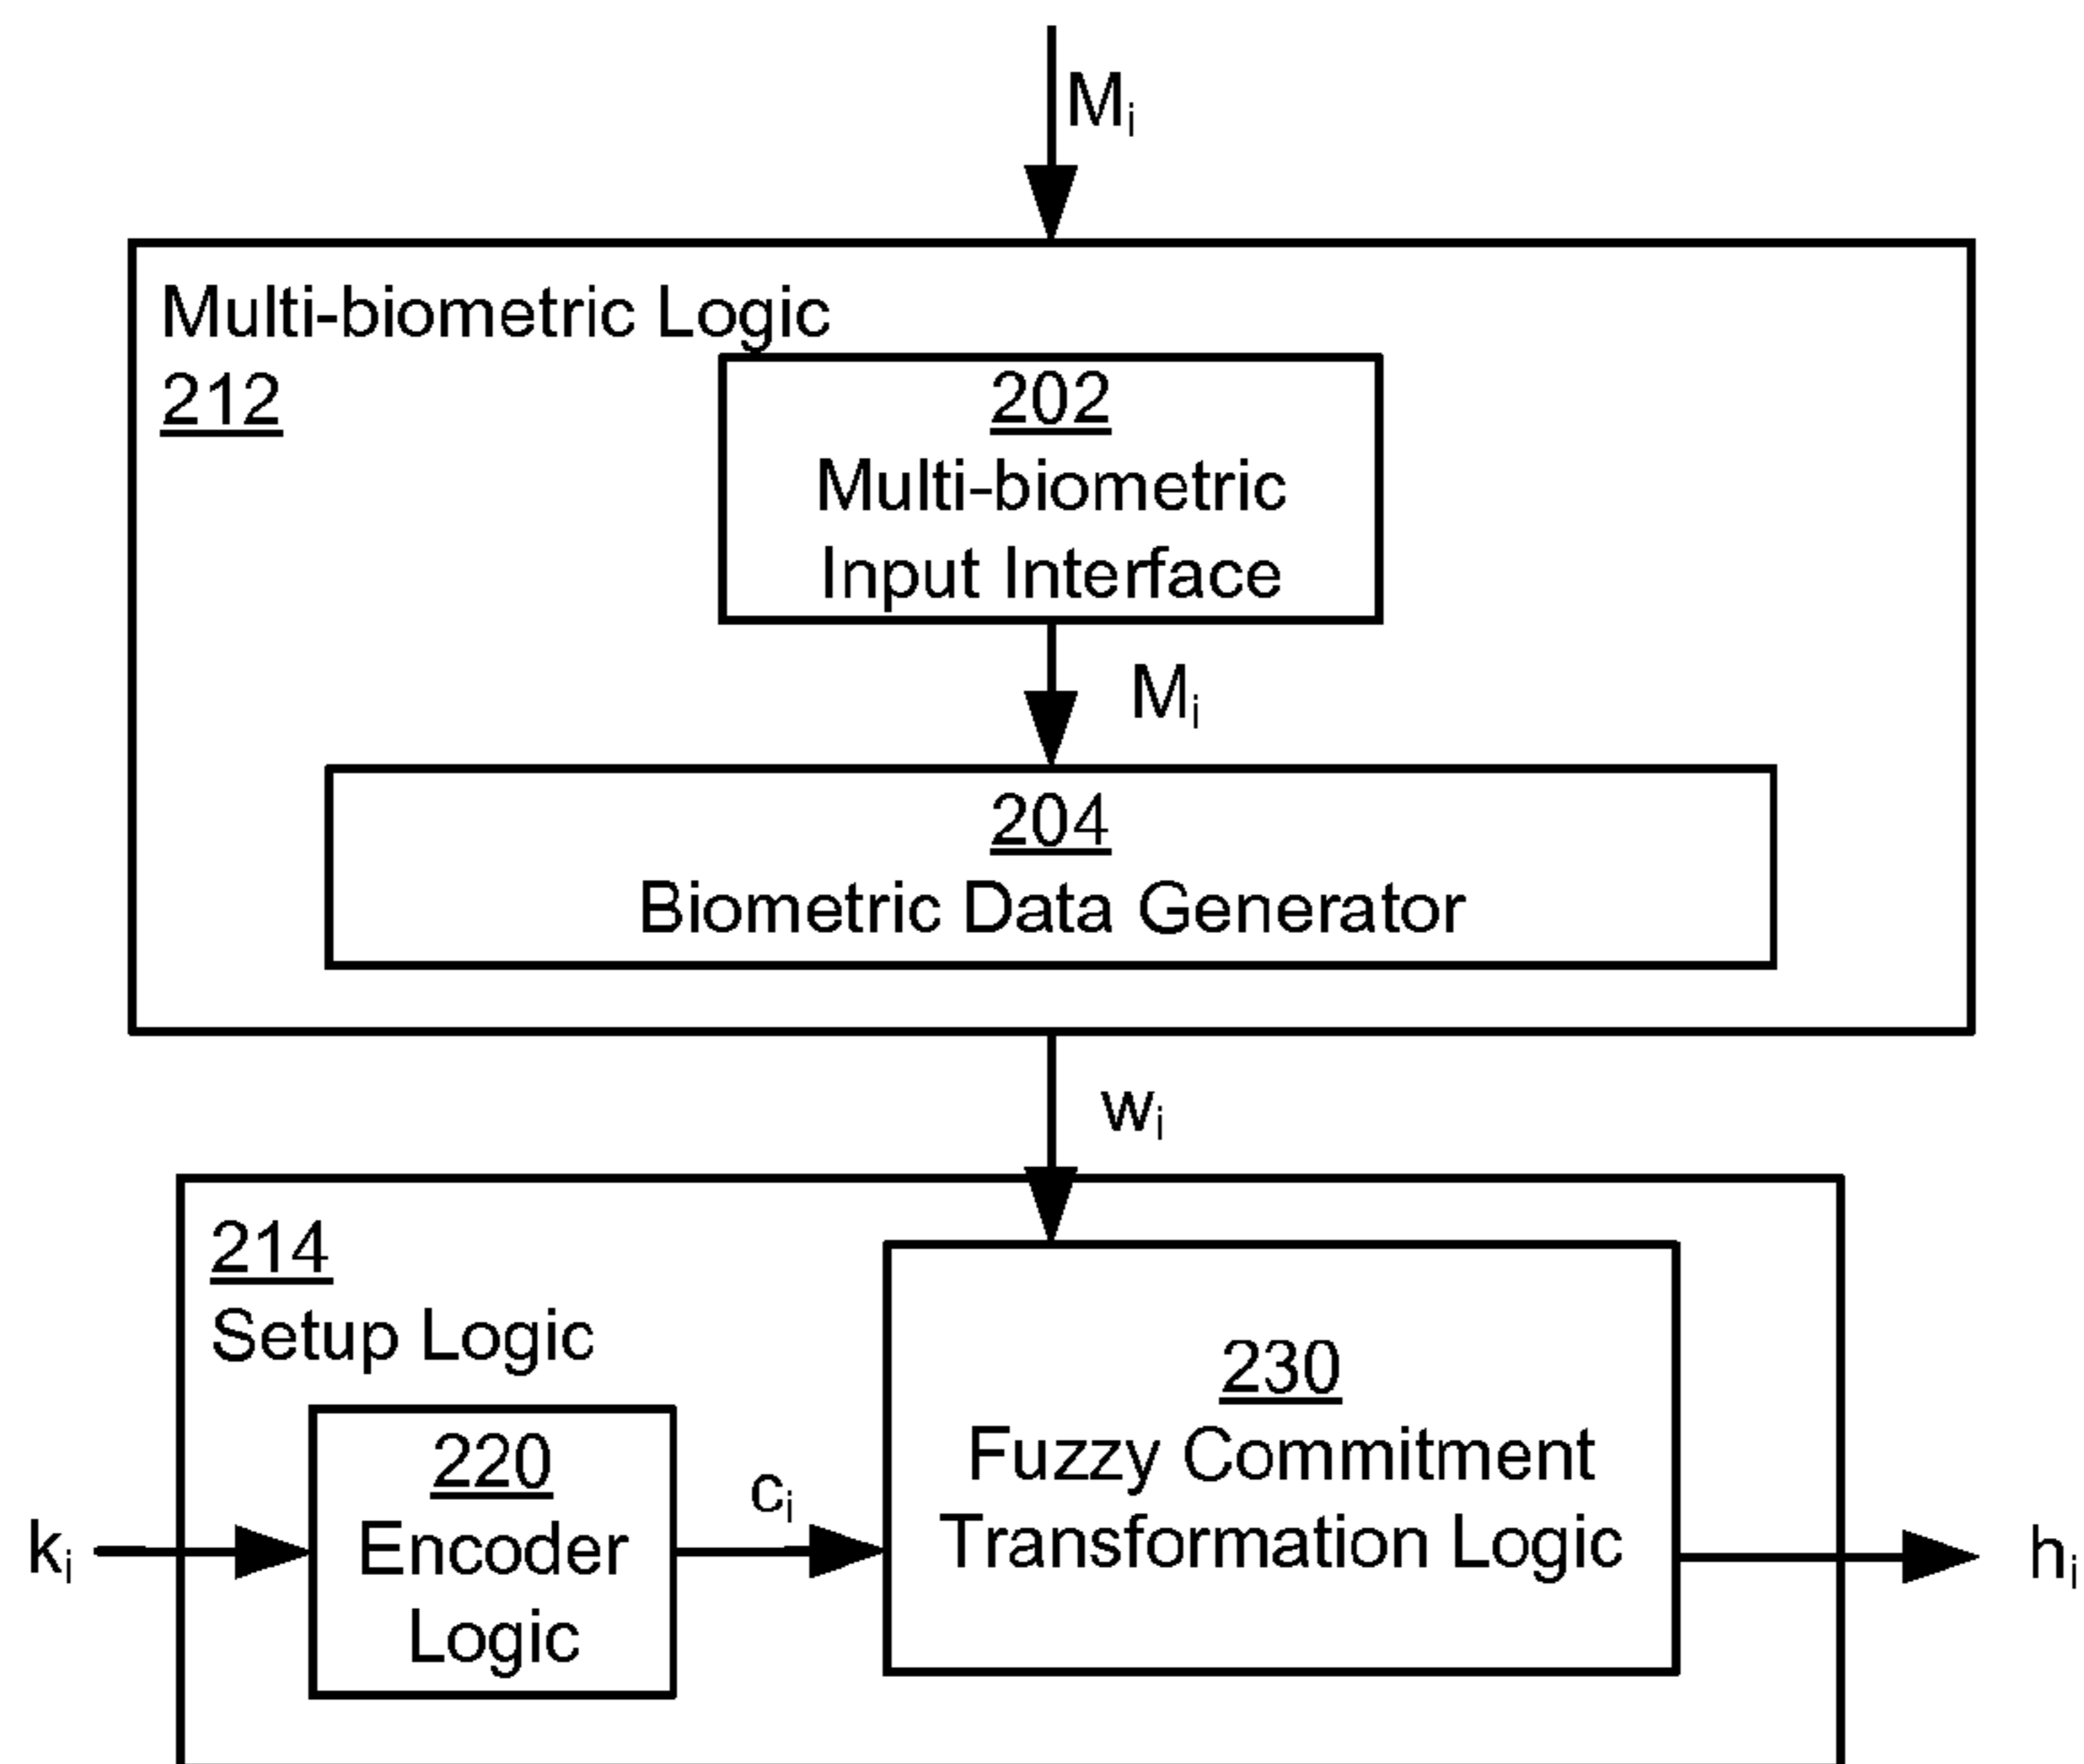 Mi
Multi-biometric Logic
212
202
Multi-biometric
Input Interface
Mi
204
Biometric Data Generator
wi
214
Setup Logic
230
Fuzzy Commitment
Transformation Logic
220
Encoder
Logic
ki
ci
hi